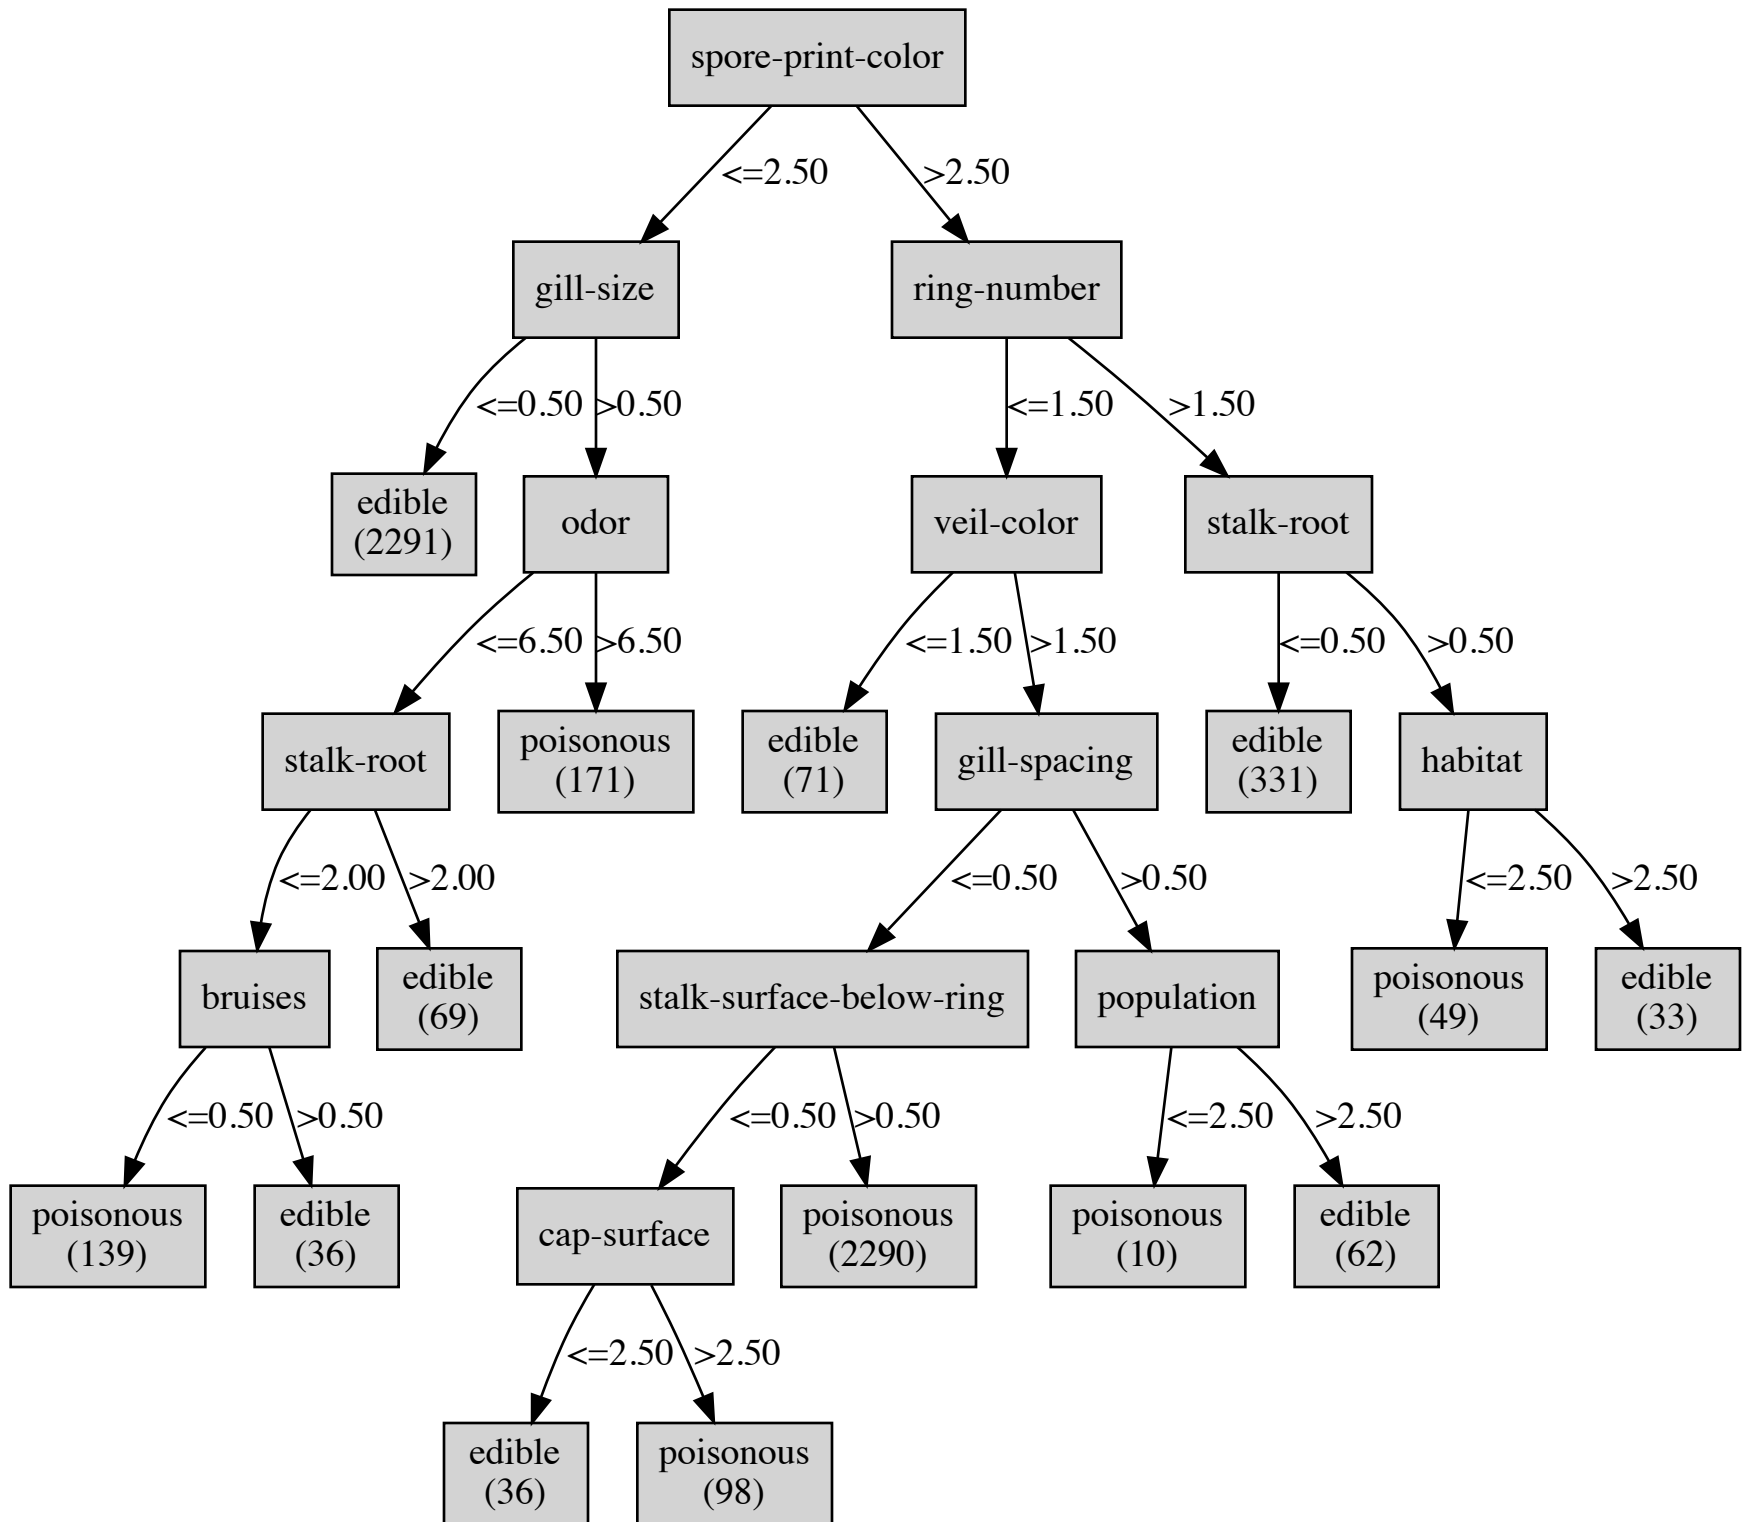 spore-print-color
<=2.50
>2.50
gill-size
ring-number
<=0.50
>0.50
<=1.50
>1.50
edible
(2291)
odor
veil-color
stalk-root
<=6.50
>6.50
<=1.50
>1.50
<=0.50
>0.50
stalk-root
poisonous
(171)
edible
(71)
gill-spacing
edible
(331)
habitat
<=2.00
>2.00
<=0.50
>0.50
<=2.50
>2.50
bruises
edible
(69)
stalk-surface-below-ring
population
poisonous
(49)
edible
(33)
<=0.50
>0.50
<=0.50
>0.50
<=2.50
>2.50
poisonous
(139)
edible
(36)
cap-surface
poisonous
(2290)
poisonous
(10)
edible
(62)
<=2.50
>2.50
edible
(36)
poisonous
(98)